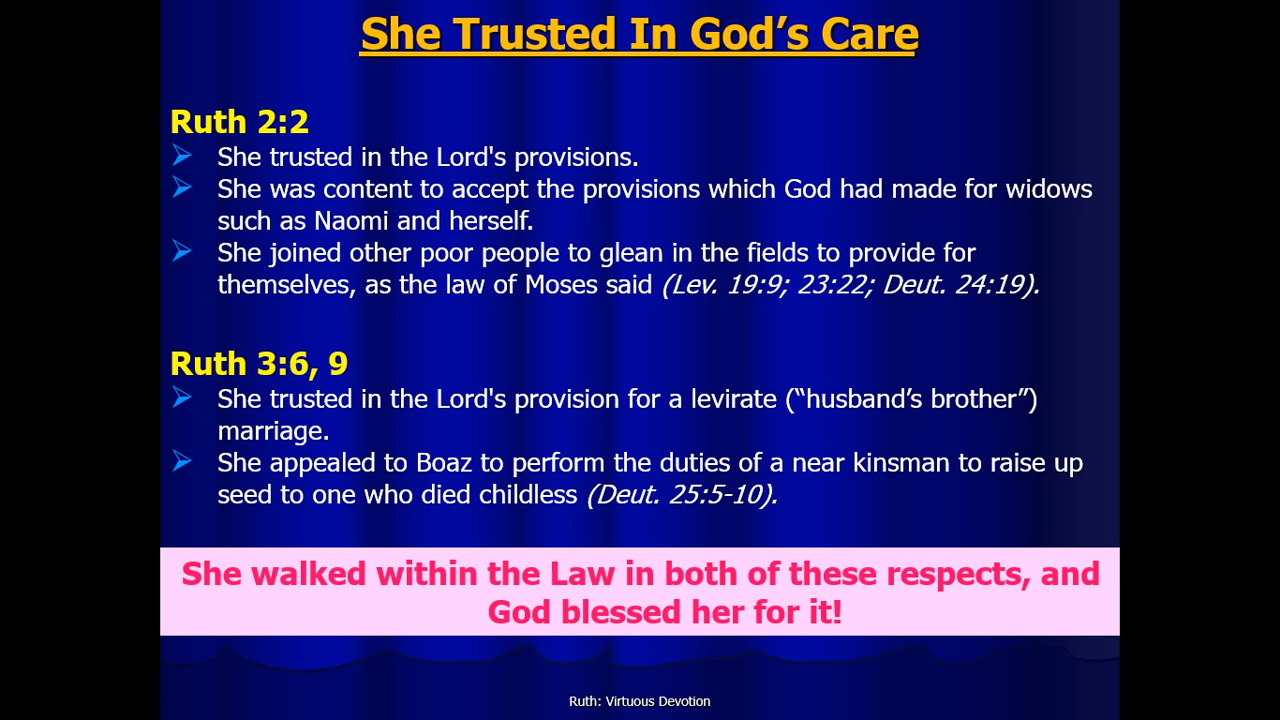 She Trusted In God’s Care
Ruth 2:2
She trusted in the Lord's provisions.
She was content to accept the provisions which God had made for widows
such as Naomi and herself.
She joined other poor people to glean in the fields to provide for
themselves, as the law of Moses said (Lev. 19:9; 23:22; Deut. 24:19).
Ruth 3:6, 9
She trusted in the Lord's provision for a levirate (“husband’s brother”)
marriage.
She appealed to Boaz to perform the duties of a near kinsman to raise up
seed to one who died childless (Deut. 25:5-10).
She walked within the Law in both of these respects, and
God blessed her for it!
Ruth: Virtuous Devotion